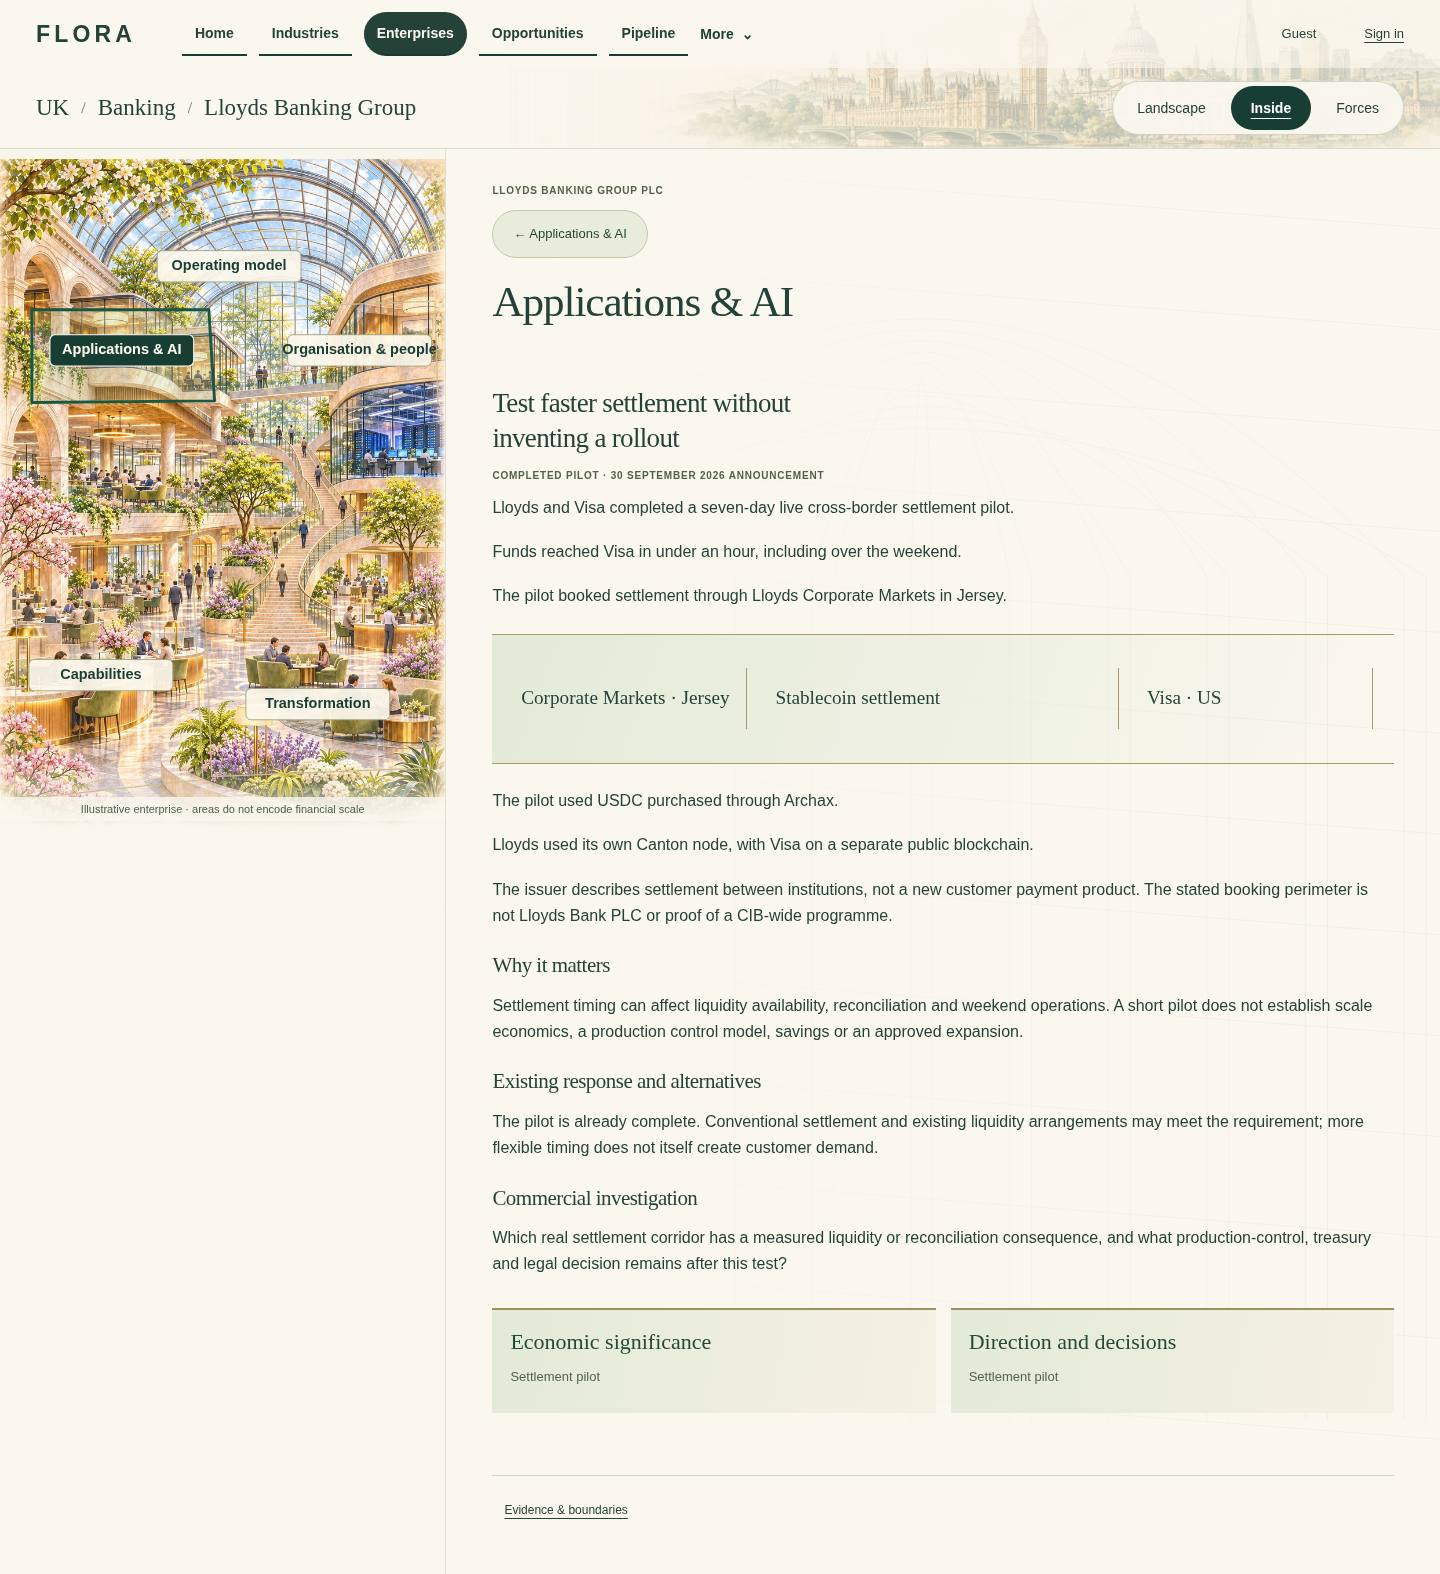 FLORA
Home
Industries
Enterprises
Opportunities
Pipeline
More
Guest
Sign in
UK / Banking / Lloyds Banking Group
Landscape
Inside
Forces
Operating model
Applications & AI
Organisation & people
Capabilities
Transformation
Illustrative enterprise · areas do not encode financial scale
LLOYDS BANKING GROUP PLC
← Applications & AI
Applications & AI
Test faster settlement without
inventing a rollout
COMPLETED PILOT · 30 SEPTEMBER 2026 ANNOUNCEMENT
Lloyds and Visa completed a seven-day live cross-border settlement pilot.
Funds reached Visa in under an hour, including over the weekend.
The pilot booked settlement through Lloyds Corporate Markets in Jersey.
Corporate Markets · Jersey
Stablecoin settlement
Visa · US
The pilot used USDC purchased through Archax.
Lloyds used its own Canton node, with Visa on a separate public blockchain.
The issuer describes settlement between institutions, not a new customer payment product. The stated booking perimeter is
not Lloyds Bank PLC or proof of a CIB-wide programme.
Why it matters
Settlement timing can affect liquidity availability, reconciliation and weekend operations. A short pilot does not establish scale
economics, a production control model, savings or an approved expansion.
Existing response and alternatives
The pilot is already complete. Conventional settlement and existing liquidity arrangements may meet the requirement; more
flexible timing does not itself create customer demand.
Commercial investigation
Which real settlement corridor has a measured liquidity or reconciliation consequence, and what production-control, treasury
and legal decision remains after this test?
Economic significance
Settlement pilot
Direction and decisions
Settlement pilot
Evidence & boundaries